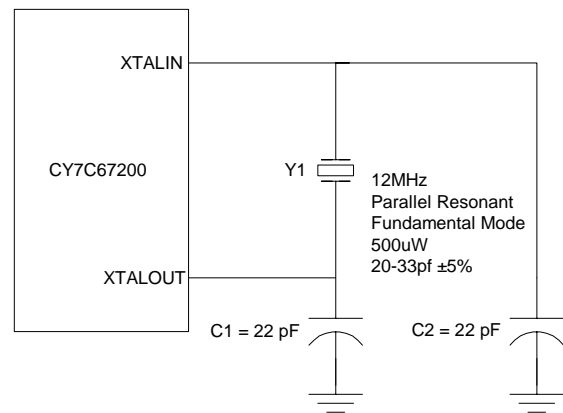 XTALIN
CY7C67200
Y1
12MHz
Parallel Resonant
Fundamental Mode
500uW
20-33pf ±5%
XTALOUT
C1 = 22 pF
C2 = 22 pF